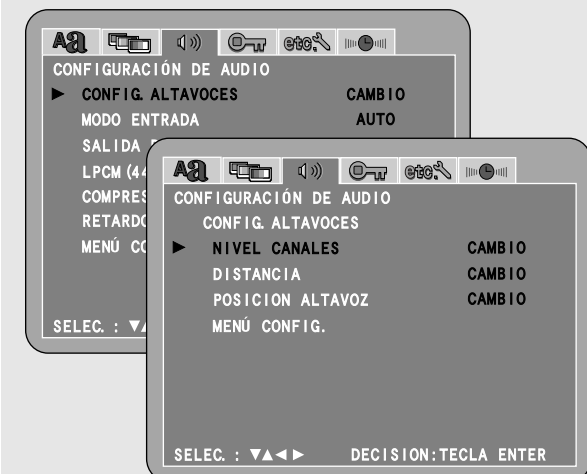 Aa etc.
CONFIGURACIÓN DE AUDIO
► CONFIG. ALTAVOCES CAMBIO
MODO ENTRADA AUTO
SALIDA
LPCM (44
COMPRES
RETARDO
MENÚ CO
SELEC. : ▼▲
Aa etc.
CONFIGURACIÓN DE AUDIO
CONFIG. ALTAVOCES
► NIVEL CANALES CAMBIO
DISTANCIA CAMBIO
POSICION ALTAVOZ CAMBIO
MENÚ CONFIG.
SELEC. : ▼▲◄► DECISION:TECLA ENTER